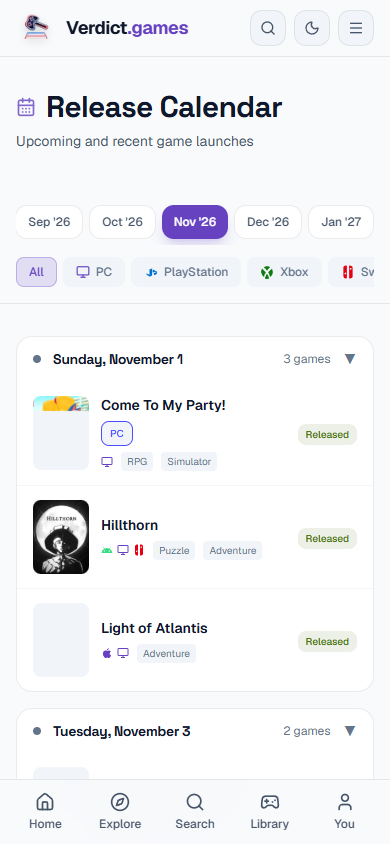 Verdict.games
Release Calendar
Upcoming and recent game launches
Sep '26
Oct '26
Nov '26
Dec '26
Jan '27
All
PC
PlayStation
Xbox
Sw
Sunday, November 1
3 games
Come To My Party!
PC
RPG
Simulator
Released
HILLTHORN
Hillthorn
Puzzle
Adventure
Released
Light of Atlantis
Adventure
Released
Tuesday, November 3
2 games
Home
Explore
Search
Library
You